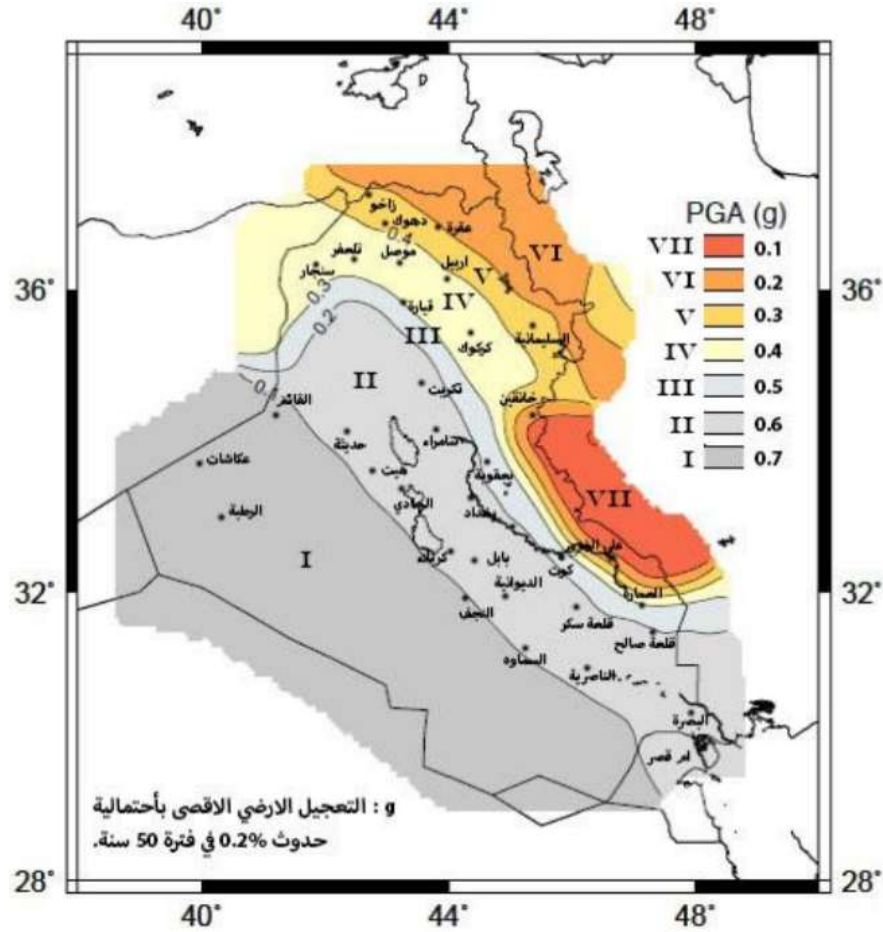 40° 44° 48°
36°
32°
28°
36°
32°
28°
40° 44° 48°
PGA (g)
VII 0.1
VI 0.2
V 0.3
IV 0.4
III 0.5
II 0.6
I 0.7
زاخو
دهوك
عقرة
0.4
تلعفر
موصل
اربيل
سنجار
V
VI
0.3
قيارة
IV
0.2
III
كركوك
السليمانية
II
تكريت
خانقين
القائم
سامراء
حديثة
عكاشات
هيت
بعقوبة
VII
الرطبة
بغداد
علي الغربي
I
كربلاء
بابل
كوت
الديوانية
العمارة
النجف
قلعة سكر
قلعة صالح
السماوه
الناصرية
البصرة
ام قصر
g : التعجيل الارضي الاقصى بأحتمالية
حدوث %0.2 في فترة 50 سنة.